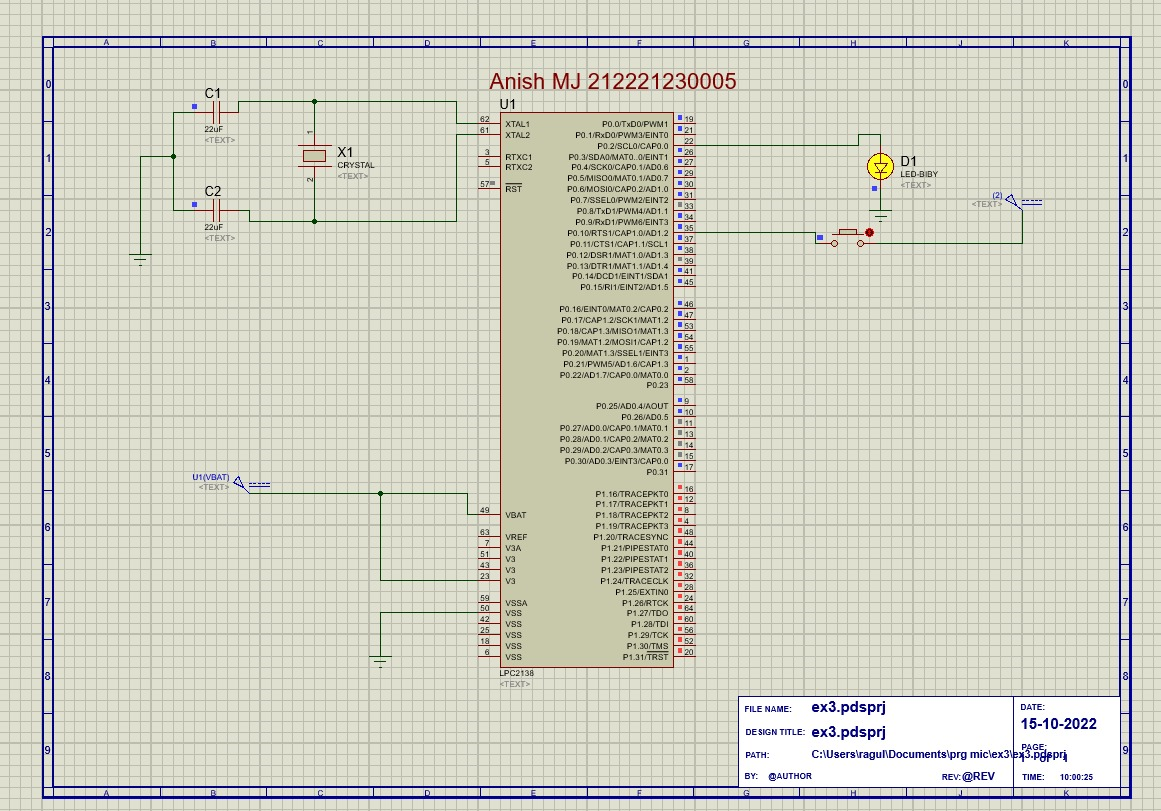 A B C D E F G H J K
Anish MJ 212221230005
0 0
C1
22uF
<TEXT>
1
2
X1
CRYSTAL
<TEXT>
C2
22uF
<TEXT>
U1
62 XTAL1
61 XTAL2
3 RTXC1
5 RTXC2
57 RST
P0.0/TxD0/PWM1 19
P0.1/RxD0/PWM3/EINT0 21
P0.2/SCL0/CAP0.0 22
P0.3/SDA0/MAT0..0/EINT1 26
P0.4/SCK0/CAP0.1/AD0.6 27
P0.5/MISO0/MAT0.1/AD0.7 29
P0.6/MOSI0/CAP0.2/AD1.0 30
P0.7/SSEL0/PWM2/EINT2 31
P0.8/TxD1/PWM4/AD1.1 33
P0.9/RxD1/PWM6/EINT3 34
P0.10/RTS1/CAP1.0/AD1.2 35
P0.11/CTS1/CAP1.1/SCL1 37
P0.12/DSR1/MAT1.0/AD1.3 38
P0.13/DTR1/MAT1.1/AD1.4 39
P0.14/DCD1/EINT1/SDA1 41
P0.15/RI1/EINT2/AD1.5 45
P0.16/EINT0/MAT0.2/CAP0.2 46
P0.17/CAP1.2/SCK1/MAT1.2 47
P0.18/CAP1.3/MISO1/MAT1.3 53
P0.19/MAT1.2/MOSI1/CAP1.2 54
P0.20/MAT1.3/SSEL1/EINT3 55
P0.21/PWM5/AD1.6/CAP1.3 1
P0.22/AD1.7/CAP0.0/MAT0.0 2
P0.23 58
P0.25/AD0.4/AOUT 9
P0.26/AD0.5 10
P0.27/AD0.0/CAP0.1/MAT0.1 11
P0.28/AD0.1/CAP0.2/MAT0.2 13
P0.29/AD0.2/CAP0.3/MAT0.3 14
P0.30/AD0.3/EINT3/CAP0.0 15
P0.31 17
P1.16/TRACEPKT0 16
P1.17/TRACEPKT1 12
P1.18/TRACEPKT2 8
P1.19/TRACEPKT3 4
P1.20/TRACESYNC 48
P1.21/PIPESTAT0 44
P1.22/PIPESTAT1 40
P1.23/PIPESTAT2 36
P1.24/TRACECLK 32
P1.25/EXTIN0 28
P1.26/RTCK 24
P1.27/TDO 64
P1.28/TDI 60
P1.29/TCK 56
P1.30/TMS 52
P1.31/TRST 20
D1
LED-BIBY
<TEXT>
(2)
<TEXT>
U1(VBAT)
<TEXT>
49 VBAT
63 VREF
7 V3A
51 V3
43 V3
23 V3
59 VSSA
50 VSS
42 VSS
25 VSS
18 VSS
6 VSS
LPC2138
<TEXT>
1 1
2 2
3 3
4 4
5 5
6 6
7 7
8 8
9 9
FILE NAME: ex3.pdsprj
DESIGN TITLE: ex3.pdsprj
PATH: C:\Users\ragul\Documents\prg mic\ex3\ex3.pdsprj
BY: @AUTHOR REV:@REV
DATE:
15-10-2022
PAGE:
1 of 1
TIME: 10:00:25
A B C D E F G H J K